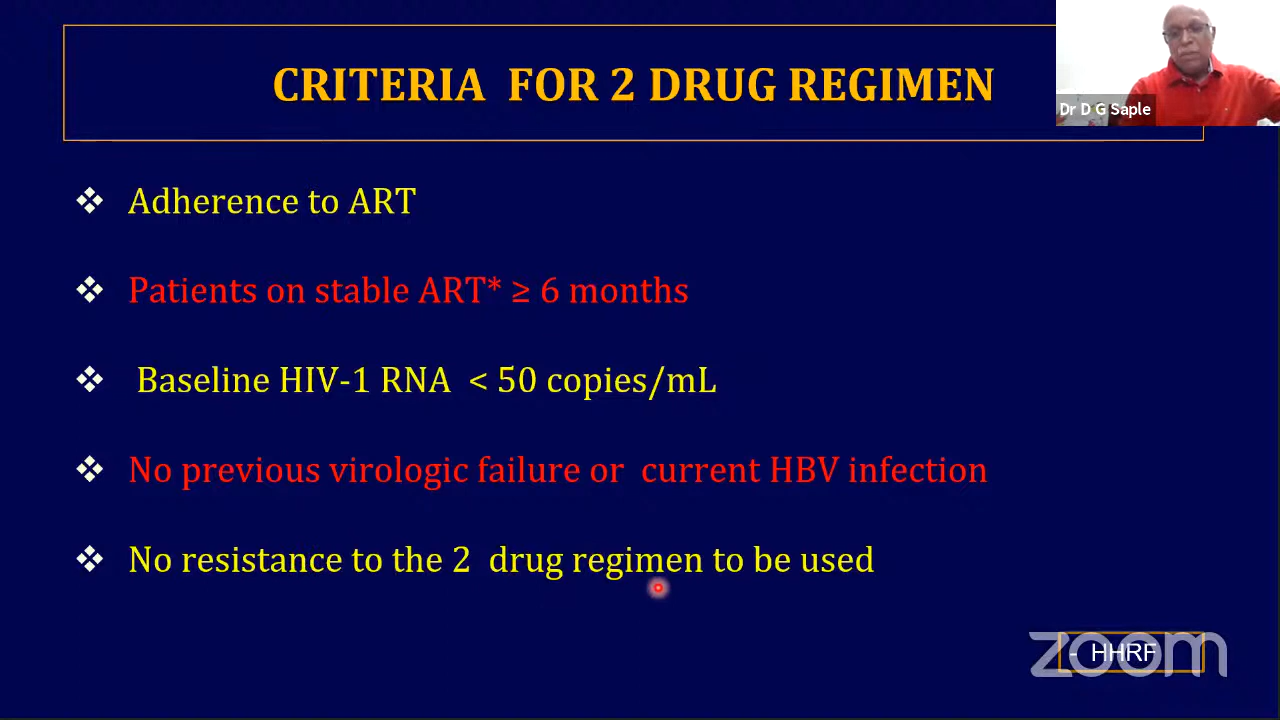 CRITERIA FOR 2 DRUG REGIMEN
Dr D G Saple
❖ Adherence to ART
❖ Patients on stable ART* ≥ 6 months
❖ Baseline HIV-1 RNA < 50 copies/mL
❖ No previous virologic failure or current HBV infection
❖ No resistance to the 2 drug regimen to be used
- HHRF
zoom